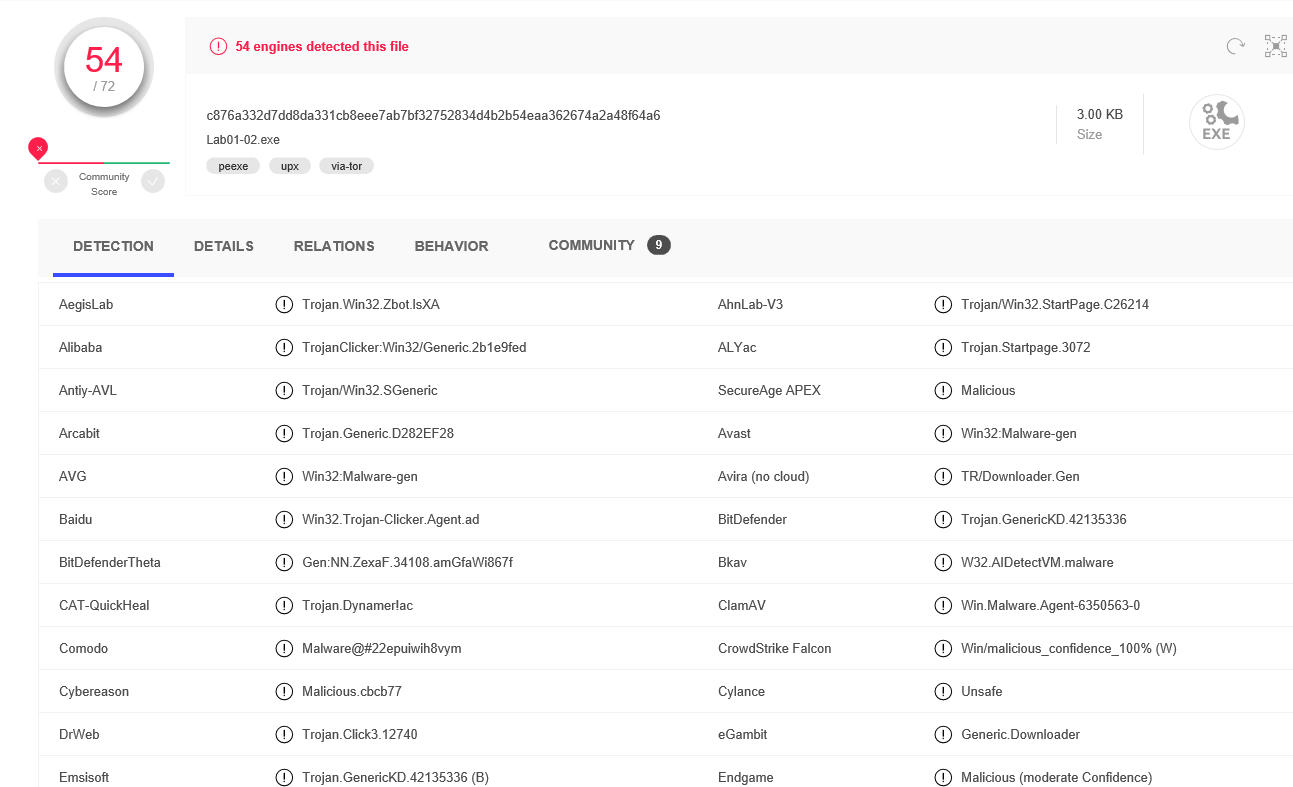 54
/ 72
54 engines detected this file
c876a332d7dd8da331cb8eee7ab7bf32752834d4b2b54eaa362674a2a48f64a6
Lab01-02.exe
peexe upx via-tor
3.00 KB
Size
EXE
Community
Score
DETECTION DETAILS RELATIONS BEHAVIOR COMMUNITY 9
AegisLab Trojan.Win32.Zbot.lsXA AhnLab-V3 Trojan/Win32.StartPage.C26214
Alibaba TrojanClicker:Win32/Generic.2b1e9fed ALYac Trojan.Startpage.3072
Antiy-AVL Trojan/Win32.SGeneric SecureAge APEX Malicious
Arcabit Trojan.Generic.D282EF28 Avast Win32:Malware-gen
AVG Win32:Malware-gen Avira (no cloud) TR/Downloader.Gen
Baidu Win32.Trojan-Clicker.Agent.ad BitDefender Trojan.GenericKD.42135336
BitDefenderTheta Gen:NN.ZexaF.34108.amGfaWi867f Bkav W32.AIDetectVM.malware
CAT-QuickHeal Trojan.Dynamer!ac ClamAV Win.Malware.Agent-6350563-0
Comodo Malware@#22epuiwih8vym CrowdStrike Falcon Win/malicious_confidence_100% (W)
Cybereason Malicious.cbcb77 Cylance Unsafe
DrWeb Trojan.Click3.12740 eGambit Generic.Downloader
Emsisoft Trojan.GenericKD.42135336 (B) Endgame Malicious (moderate Confidence)